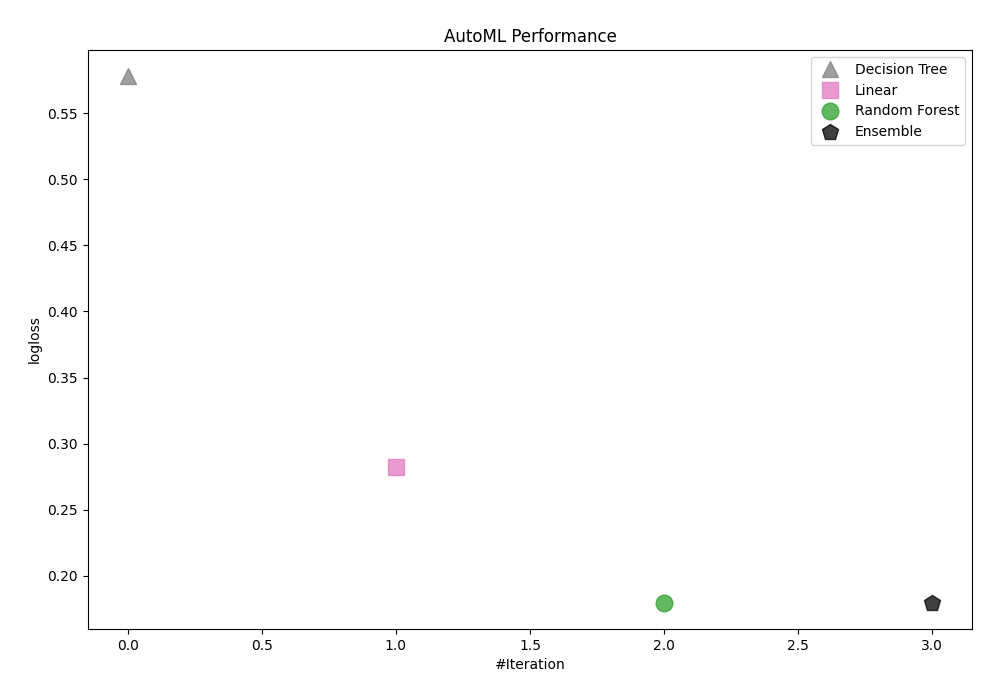 AutoML Performance
Decision Tree
Linear
Random Forest
Ensemble
0.55
0.50
0.45
0.40
0.35
0.30
0.25
0.20
logloss
0.0 0.5 1.0 1.5 2.0 2.5 3.0
#Iteration